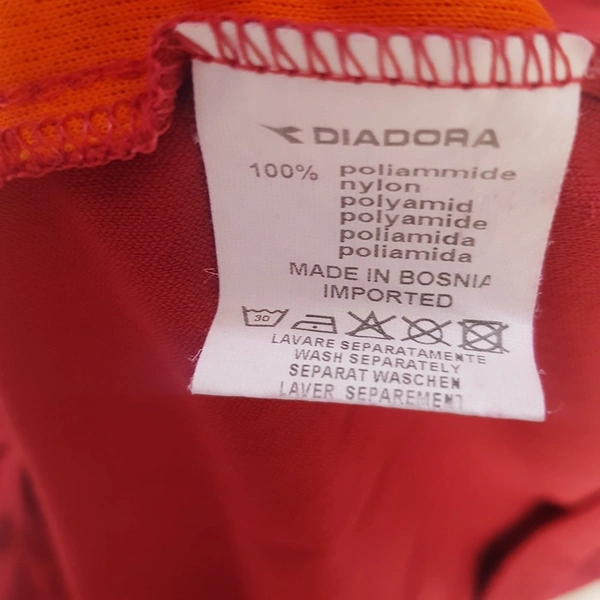 DIADORA
100% poliammide
nylon
polyamid
polyamide
poliamida
poliamida
MADE IN BOSNIA
IMPORTED
30
LAVARE SEPARATAMENTE
WASH SEPARATELY
SEPARAT WASCHEN
LAVER SEPAREMENT